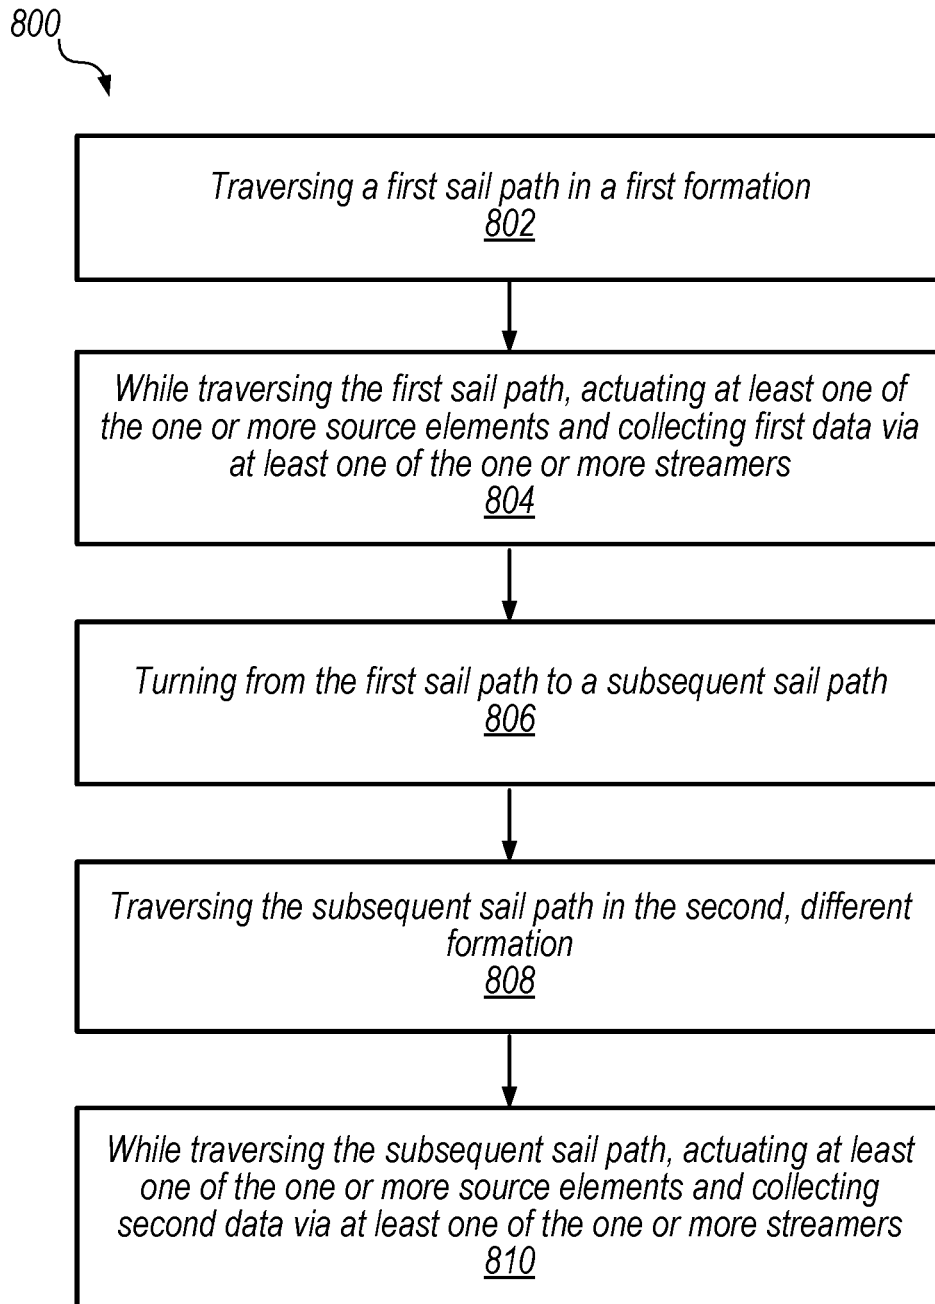 800
Traversing a first sail path in a first formation
802
While traversing the first sail path, actuating at least one of
the one or more source elements and collecting first data via
at least one of the one or more streamers
804
Turning from the first sail path to a subsequent sail path
806
Traversing the subsequent sail path in the second, different
formation
808
While traversing the subsequent sail path, actuating at least
one of the one or more source elements and collecting
second data via at least one of the one or more streamers
810